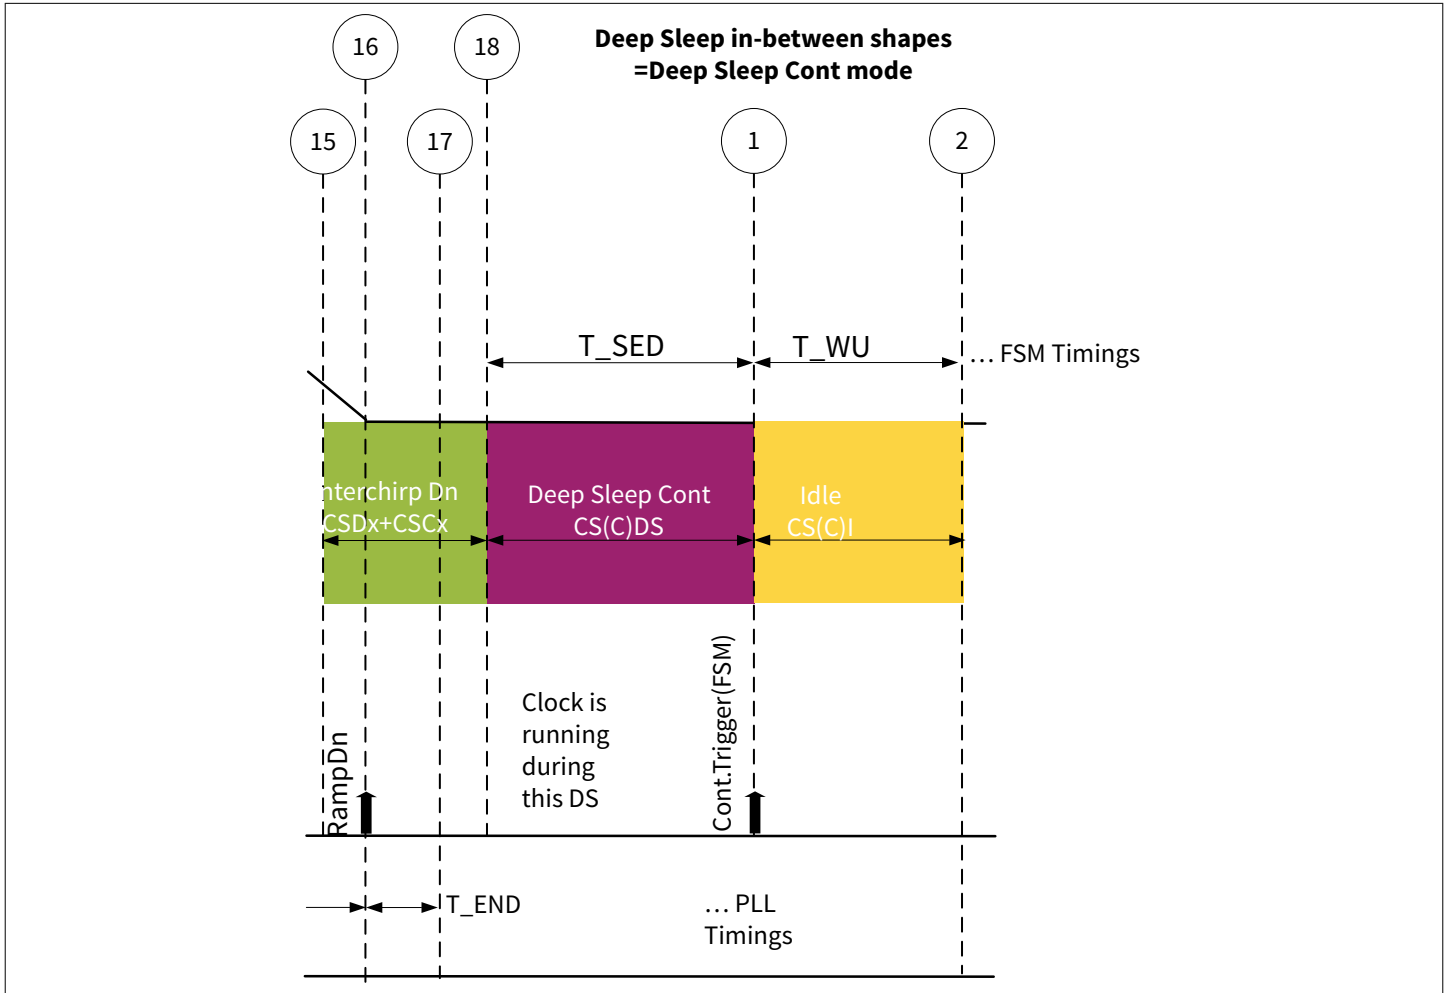 16
18
Deep Sleep in-between shapes
=Deep Sleep Cont mode
15
17
1
2
T_SED
T_WU
... FSM Timings
nterchirp Dn
CSDx+CSCx
Deep Sleep Cont
CS(C)DS
Idle
CS(C)I
RampDn
Clock is
running
during
this DS
Cont.Trigger(FSM)
T_END
... PLL
Timings